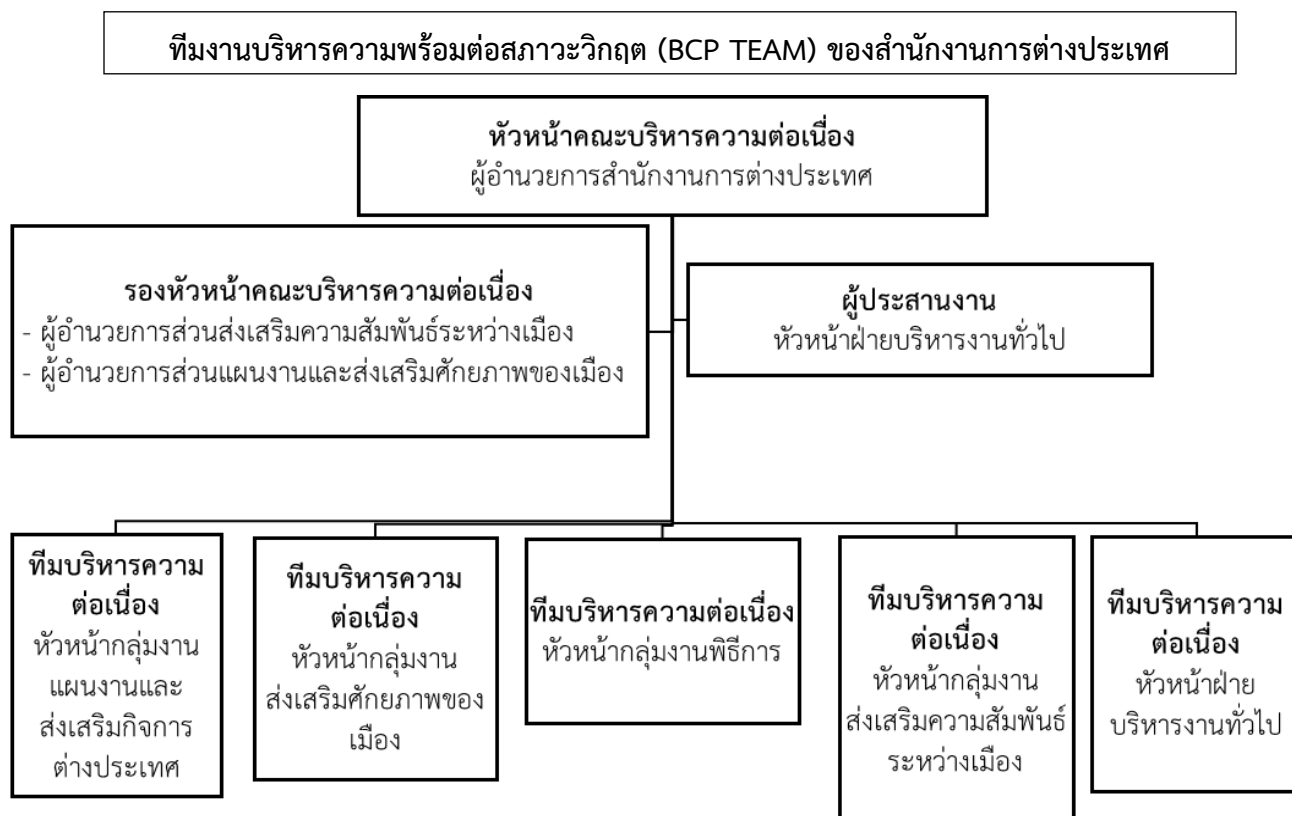 ทีมงานบริหารความพร้อมต่อสภาวะวิกฤต (BCP TEAM) ของสำนักงานการต่างประเทศ
หัวหน้าคณะบริหารความต่อเนื่อง
ผู้อำนวยการสำนักงานการต่างประเทศ
รองหัวหน้าคณะบริหารความต่อเนื่อง
- ผู้อำนวยการส่วนส่งเสริมความสัมพันธ์ระหว่างเมือง
- ผู้อำนวยการส่วนแผนงานและส่งเสริมศักยภาพของเมือง
ผู้ประสานงาน
หัวหน้าฝ่ายบริหารงานทั่วไป
ทีมบริหารความ
ต่อเนื่อง
หัวหน้ากลุ่มงาน
แผนงานและ
ส่งเสริมกิจการ
ต่างประเทศ
ทีมบริหารความ
ต่อเนื่อง
หัวหน้ากลุ่มงาน
ส่งเสริมศักยภาพของ
เมือง
ทีมบริหารความต่อเนื่อง
หัวหน้ากลุ่มงานพิธีการ
ทีมบริหารความ
ต่อเนื่อง
หัวหน้ากลุ่มงาน
ส่งเสริมความสัมพันธ์
ระหว่างเมือง
ทีมบริหารความ
ต่อเนื่อง
หัวหน้าฝ่าย
บริหารงานทั่วไป